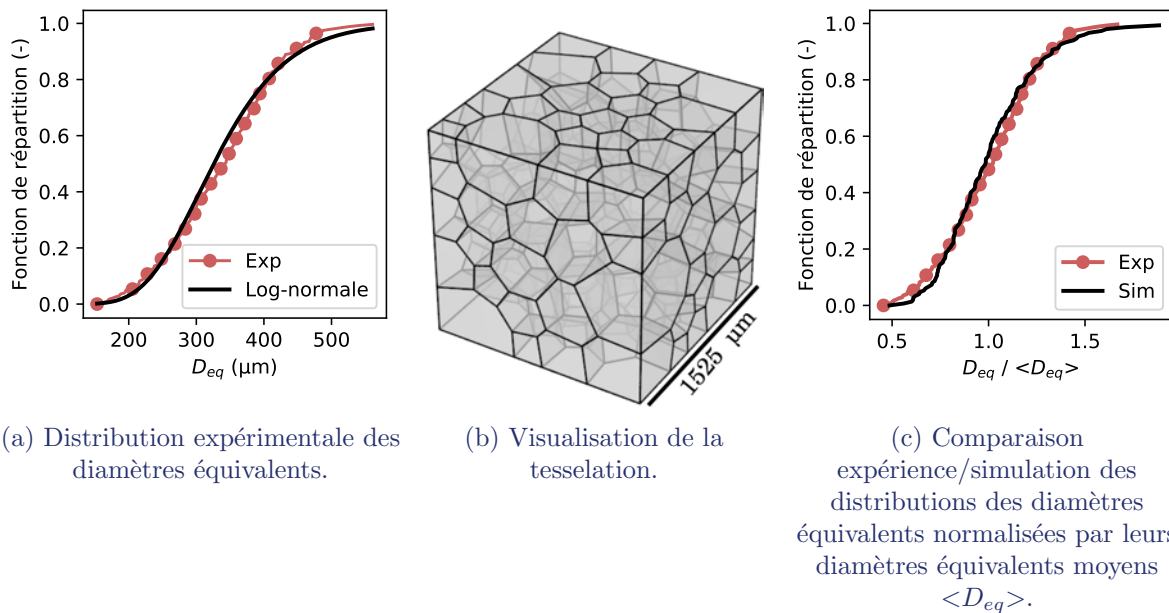 1.0
0.8
0.6
0.4
0.2
0.0
Fonction de répartition (-)
Exp
Log-normale
200 300 400 500
D_eq (µm)
1525 µm
1.0
0.8
0.6
0.4
0.2
0.0
Fonction de répartition (-)
Exp
Sim
0.5 1.0 1.5
D_eq / <D_eq>
(a) Distribution expérimentale des
diamètres équivalents.
(b) Visualisation de la
tesselation.
(c) Comparaison
expérience/simulation des
distributions des diamètres
équivalents normalisées par leurs
diamètres équivalents moyens
<D_eq>.